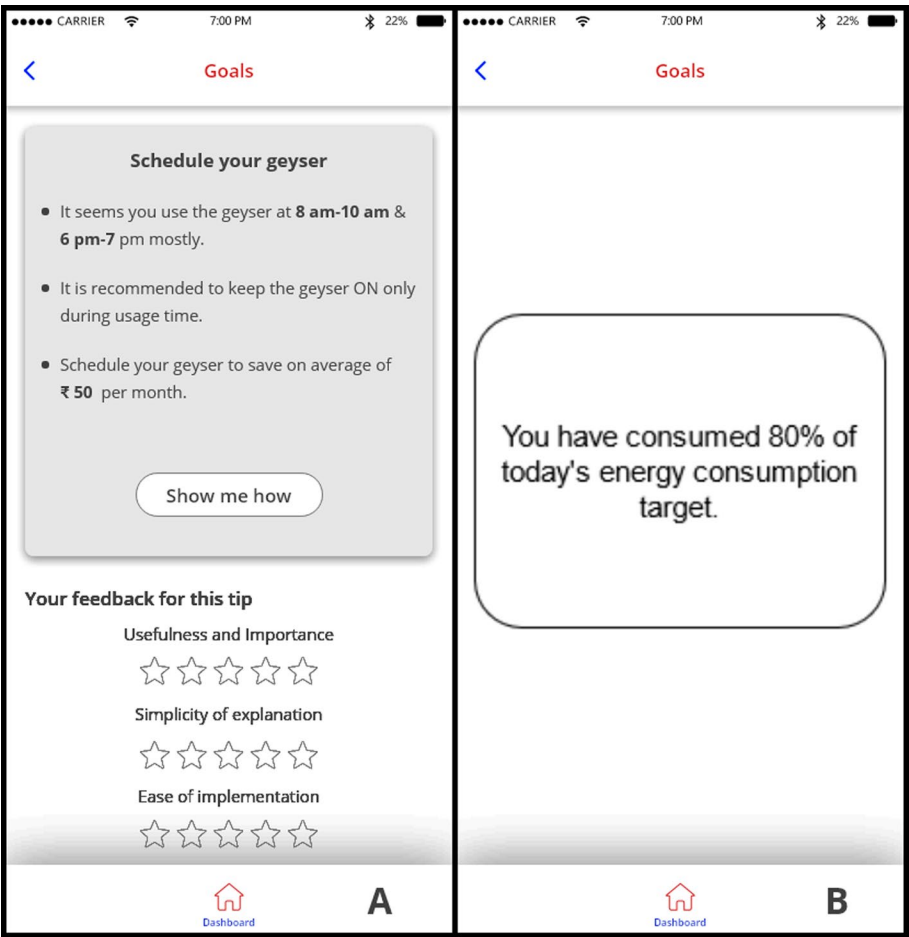 CARRIER 7:00 PM 22%
Goals
Schedule your geyser
• It seems you use the geyser at 8 am-10 am &
6 pm-7 pm mostly.
• It is recommended to keep the geyser ON only
during usage time.
• Schedule your geyser to save on average of
₹ 50 per month.
Show me how
Your feedback for this tip
Usefulness and Importance
Simplicity of explanation
Ease of implementation
Dashboard
A
CARRIER 7:00 PM 22%
Goals
You have consumed 80% of
today's energy consumption
target.
Dashboard
B